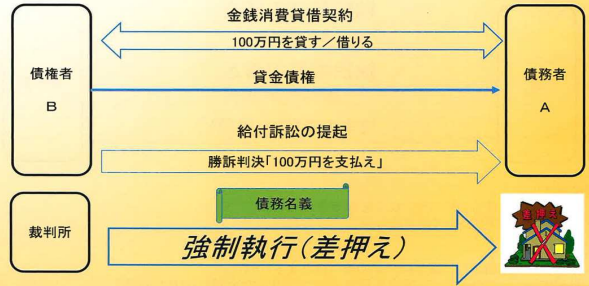 金銭消費貸借契約
100万円を貸す／借りる
債権者
B
債務者
A
貸金債権
給付訴訟の提起
勝訴判決「100万円を支払え」
債務名義
裁判所
強制執行(差押え)
差押え